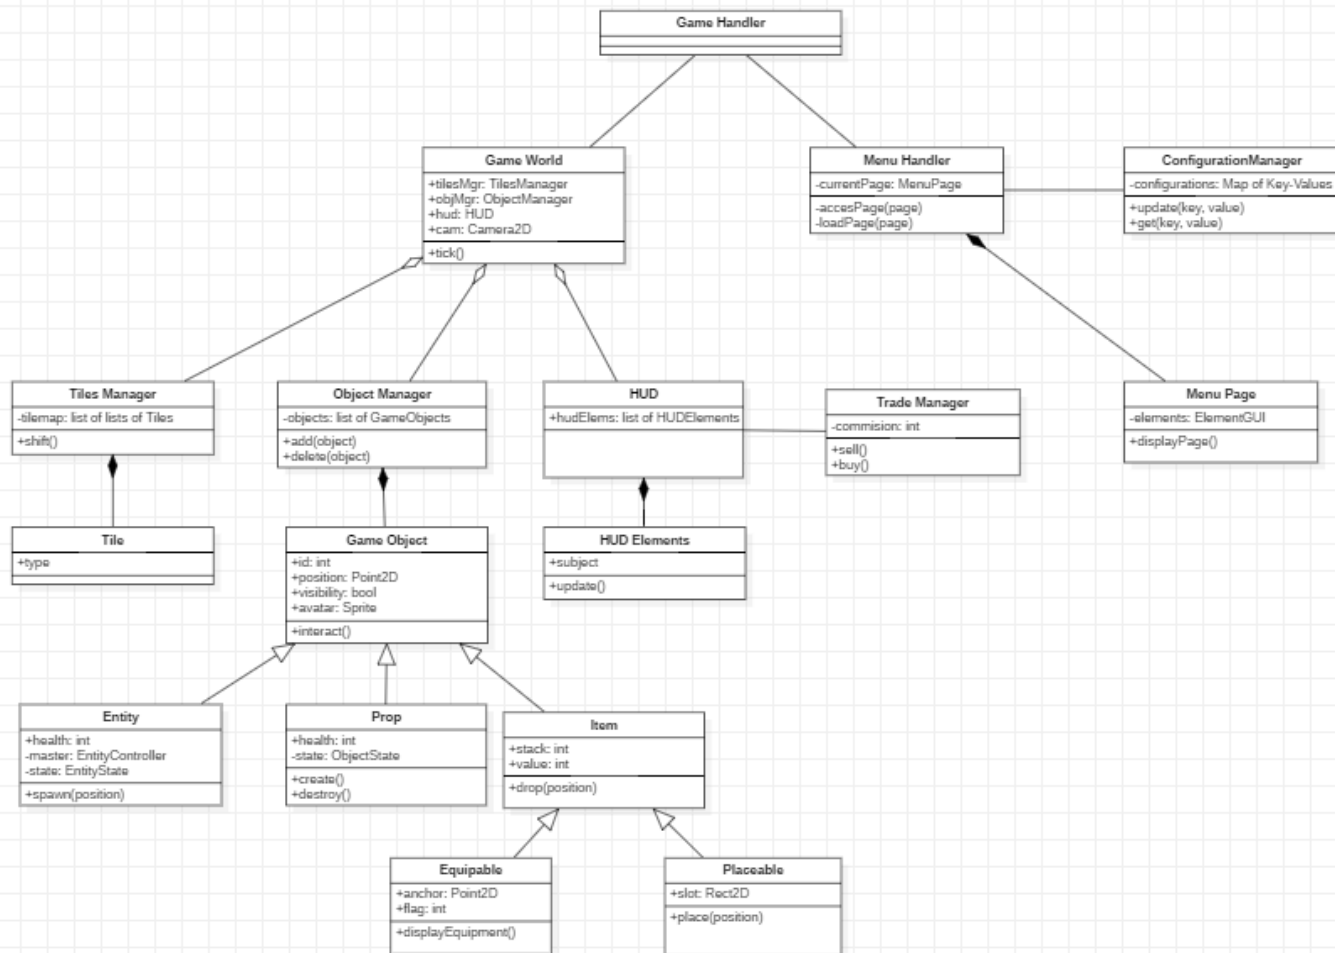 Game Handler
Game World
+tilesMgr: TilesManager
+objMgr: ObjectManager
+hud: HUD
+cam: Camera2D
+tick()
Menu Handler
-currentPage: MenuPage
-accesPage(page)
-loadPage(page)
ConfigurationManager
-configurations: Map of Key-Values
+update(key, value)
+get(key, value)
Tiles Manager
-tilemap: list of lists of Tiles
+shift()
Object Manager
-objects: list of GameObjects
+add(object)
+delete(object)
HUD
+hudElems: list of HUDElements
Trade Manager
-commision: int
+sell()
+buy()
Menu Page
-elements: ElementGUI
+displayPage()
Tile
+type
Game Object
+id: int
+position: Point2D
+visibility: bool
+avatar: Sprite
+interact()
HUD Elements
+subject
+update()
Entity
+health: int
-master: EntityController
-state: EntityState
+spawn(position)
Prop
+health: int
-state: ObjectState
+create()
+destroy()
Item
+stack: int
+value: int
+drop(position)
Equipable
+anchor: Point2D
+flag: int
+displayEquipment()
Placeable
+slot: Rect2D
+place(position)